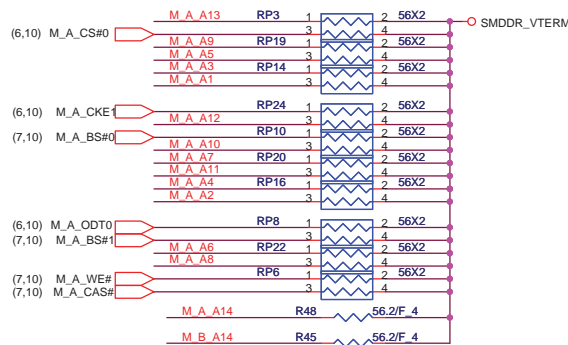 M_A_A13 RP3 1 2 56X2 SMDDR_VTERM
(6,10) M_A_CS#0 3 4
M_A_A9 RP19 1 2 56X2
M_A_A5 3 4
M_A_A3 RP14 1 2 56X2
M_A_A1 3 4
(6,10) M_A_CKE1 RP24 1 2 56X2
M_A_A12 3 4
(7,10) M_A_BS#0 RP10 1 2 56X2
M_A_A10 3 4
M_A_A7 RP20 1 2 56X2
M_A_A11 3 4
M_A_A4 RP16 1 2 56X2
M_A_A2 3 4
(6,10) M_A_ODT0 RP8 1 2 56X2
(7,10) M_A_BS#1 3 4
M_A_A6 RP22 1 2 56X2
M_A_A8 3 4
(7,10) M_A_WE# RP6 1 2 56X2
(7,10) M_A_CAS# 3 4
M_A_A14 R48 56.2/F_4
M_B_A14 R45 56.2/F_4